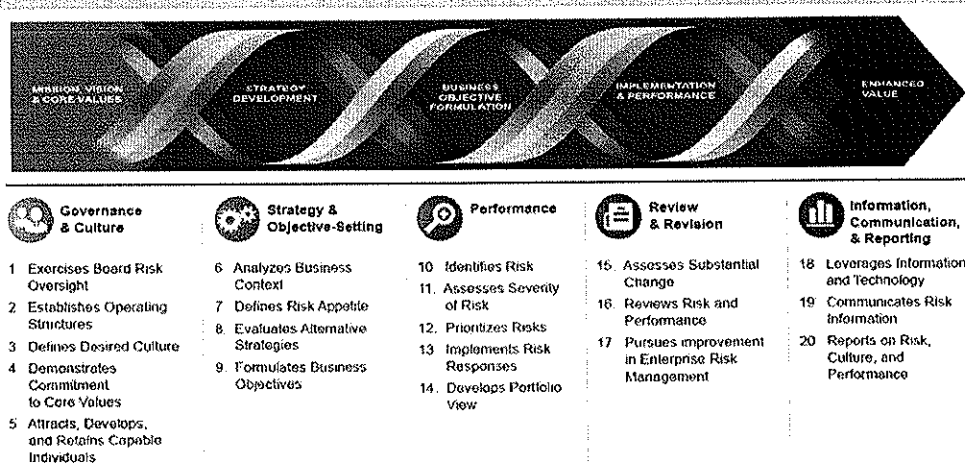 MISSION, VISION
& CORE VALUES
STRATEGY
DEVELOPMENT
BUSINESS
OBJECTIVE
FORMULATION
IMPLEMENTATION
& PERFORMANCE
ENHANCED
VALUE
Governance
& Culture
1 Exercises Board Risk
Oversight
2 Establishes Operating
Structures
3 Defines Desired Culture
4 Demonstrates
Commitment
to Core Values
5 Attracts, Develops,
and Retains Capable
Individuals
Strategy &
Objective-Setting
6 Analyzes Business
Context
7 Defines Risk Appetite
8. Evaluates Alternative
Strategies
9. Formulates Business
Objectives
Performance
10 Identifies Risk
11. Assesses Severity
of Risk
12. Prioritizes Risks
13 Implements Risk
Responses
14. Develops Portfolio
View
Review
& Revision
15. Assesses Substantial
Change
16. Reviews Risk and
Performance
17 Pursues improvement
in Enterprise Risk
Management
Information,
Communication,
& Reporting
18 Leverages Information
and Technology
19 Communicates Risk
Information
20 Reports on Risk,
Culture, and
Performance